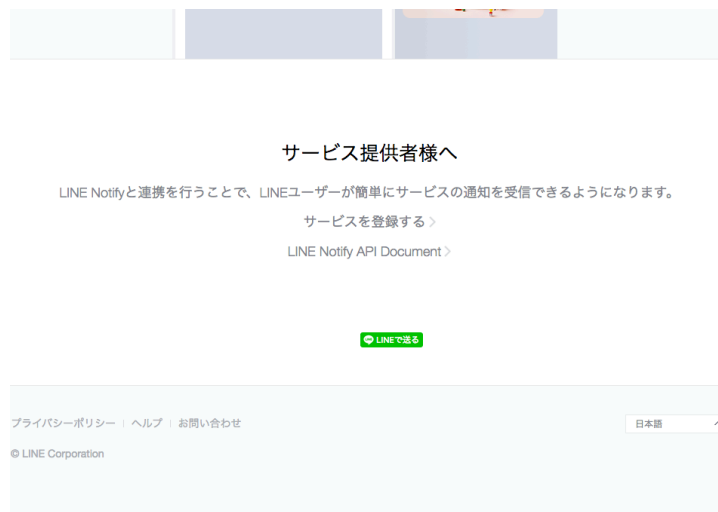 サービス提供者様へ
LINE Notifyと連携を行うことで、LINEユーザーが簡単にサービスの通知を受信できるようになります。
サービスを登録する
LINE Notify API Document
LINEで送る
プライバシーポリシー | ヘルプ | お問い合わせ
日本語
© LINE Corporation